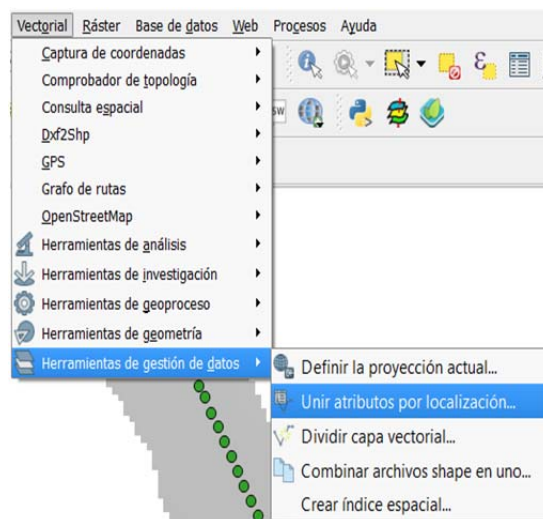 Vectorial Ráster Base de datos Web Procesos Ayuda
Captura de coordenadas
Comprobador de topología
Consulta espacial
Dxf2Shp
GPS
Grafo de rutas
OpenStreetMap
Herramientas de análisis
Herramientas de investigación
Herramientas de geoproceso
Herramientas de geometría
Herramientas de gestión de datos
Definir la proyección actual...
Unir atributos por localización...
Dividir capa vectorial...
Combinar archivos shape en uno...
Crear índice espacial...